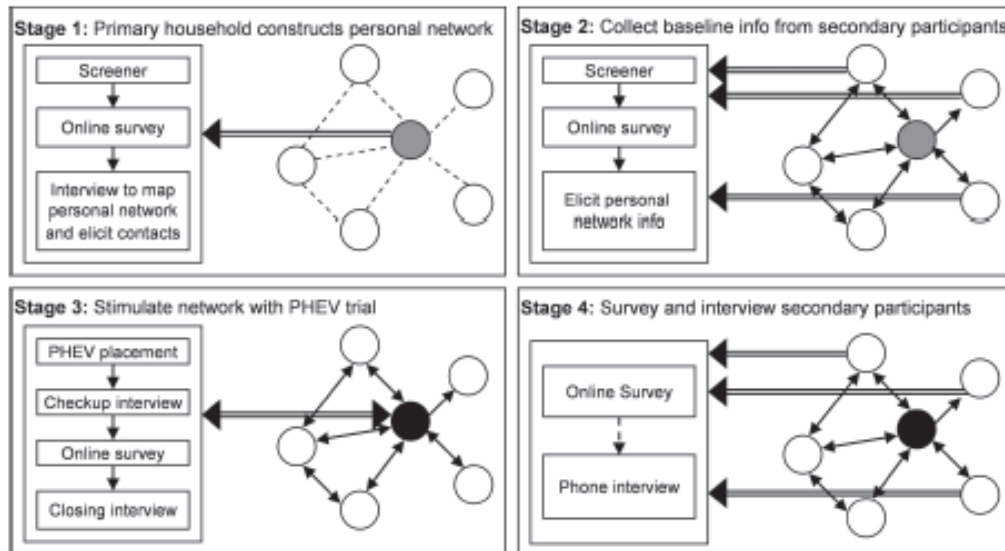 Stage 1: Primary household constructs personal network
Screener
Online survey
Interview to map
personal network
and elicit contacts
Stage 2: Collect baseline info from secondary participants
Screener
Online survey
Elicit personal
network info
Stage 3: Stimulate network with PHEV trial
PHEV placement
Checkup interview
Online survey
Closing interview
Stage 4: Survey and interview secondary participants
Online Survey
Phone interview